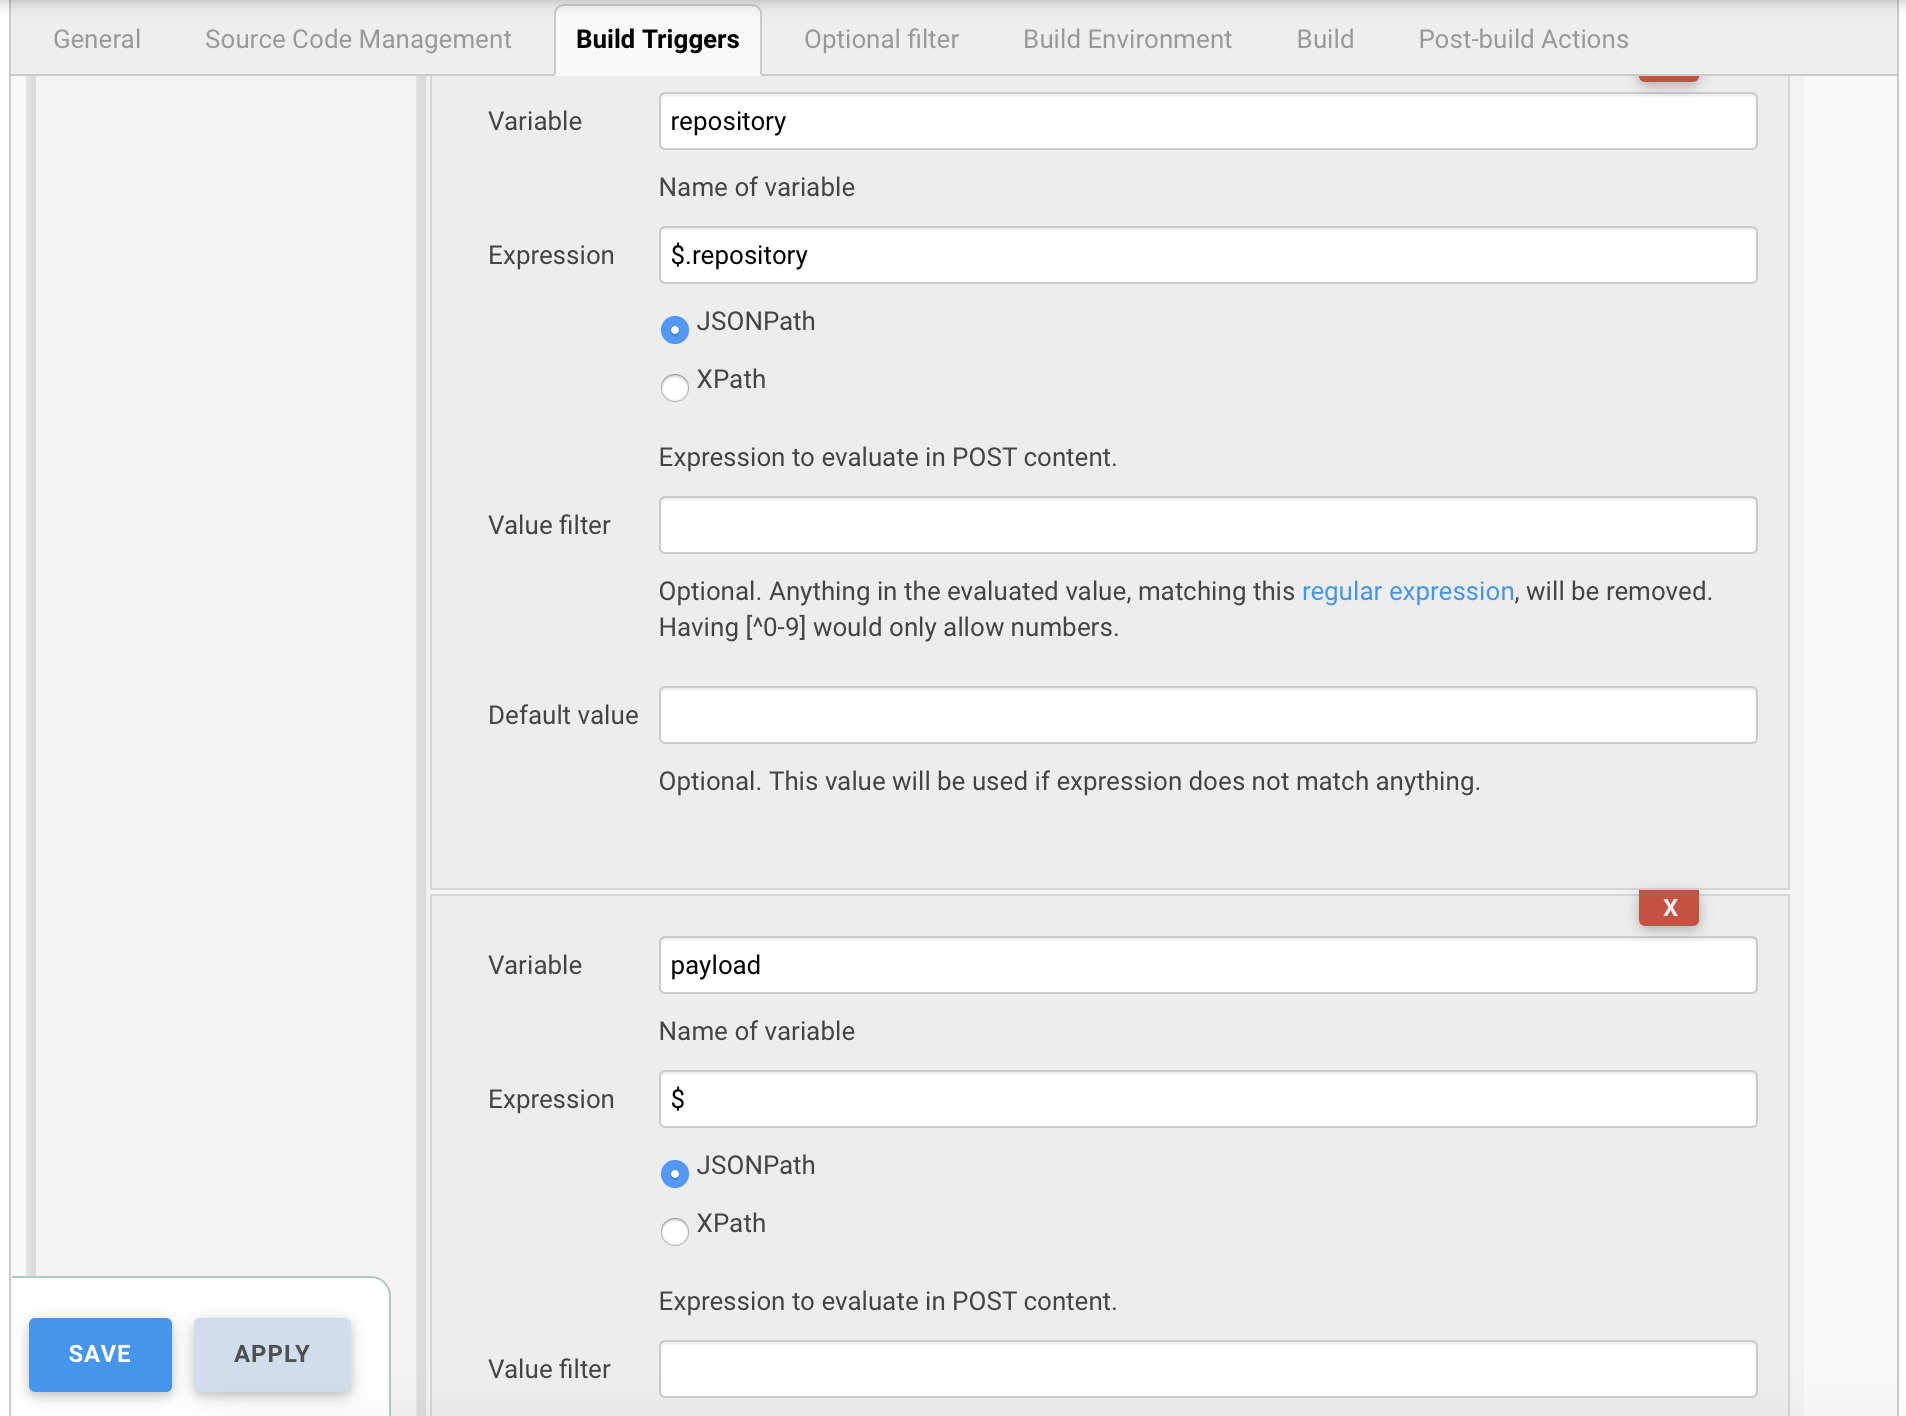 General Source Code Management Build Triggers Optional filter Build Environment Build Post-build Actions
Variable repository
Name of variable
Expression $.repository
JSONPath
XPath
Expression to evaluate in POST content.
Value filter
Optional. Anything in the evaluated value, matching this regular expression, will be removed.
Having [^0-9] would only allow numbers.
Default value
Optional. This value will be used if expression does not match anything.
X
Variable payload
Name of variable
Expression $
JSONPath
XPath
Expression to evaluate in POST content.
Value filter
SAVE APPLY